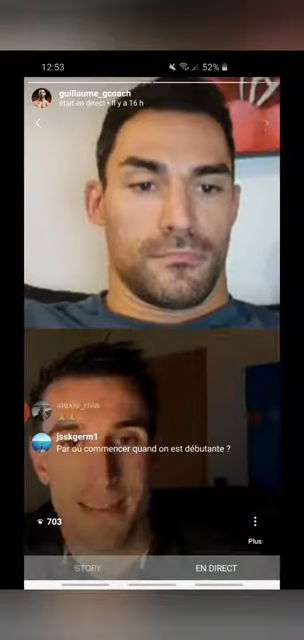 12:53
52%
guillaume_gcoach
était en direct • Il y a 16 h
alexis_riiin
jsskgerm1
Par où commencer quand on est débutante ?
703
Plus
STORY
EN DIRECT